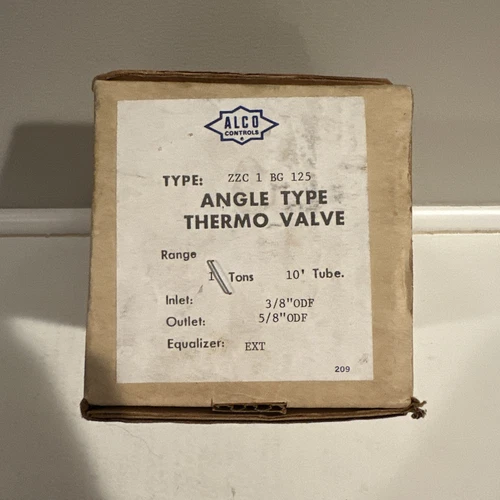 ALCO
CONTROLS
TYPE: ZZC 1 BG 125
ANGLE TYPE
THERMO VALVE
Range
1 Tons 10' Tube.
Inlet: 3/8"ODF
Outlet: 5/8"ODF
Equalizer: EXT
209